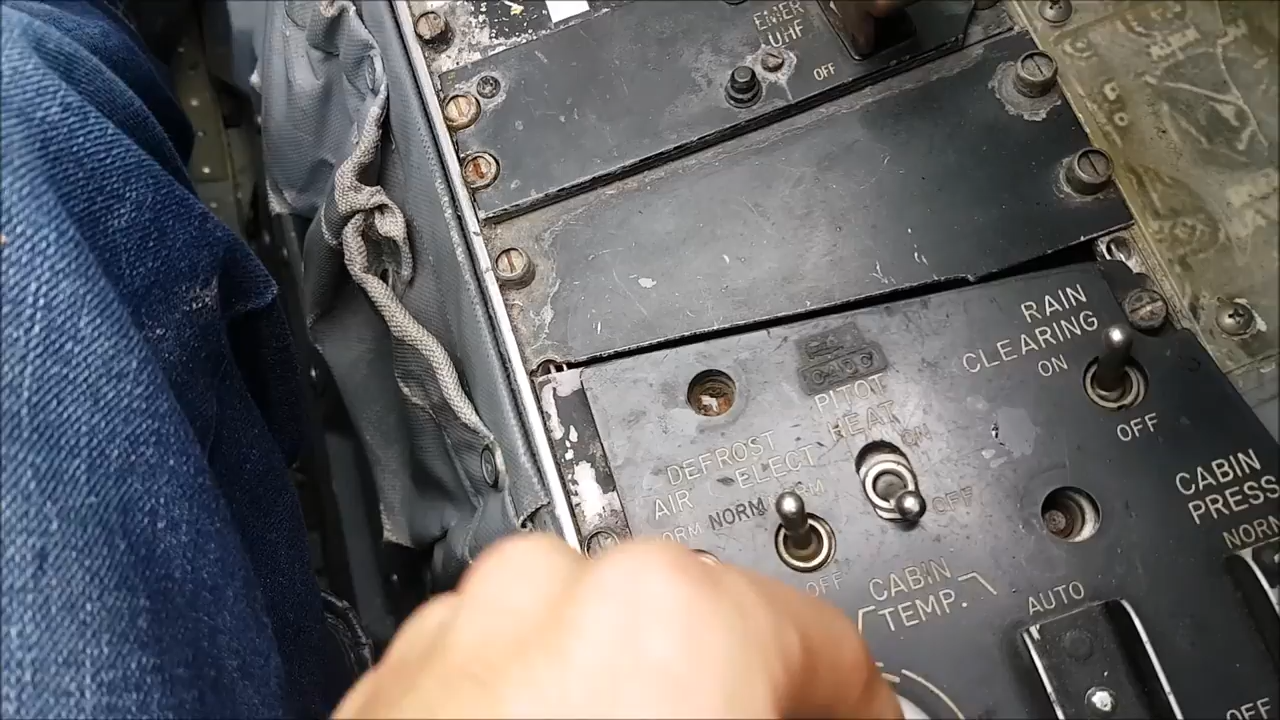 EMER
UHF
OFF
RAIN
CLEARING
ON
OFF
PITOT
HEAT
ON
OFF
DEFROST
AIR ELECT
NORM NORM
OFF
CABIN
TEMP.
AUTO
CABIN
PRESS
NORM
OFF